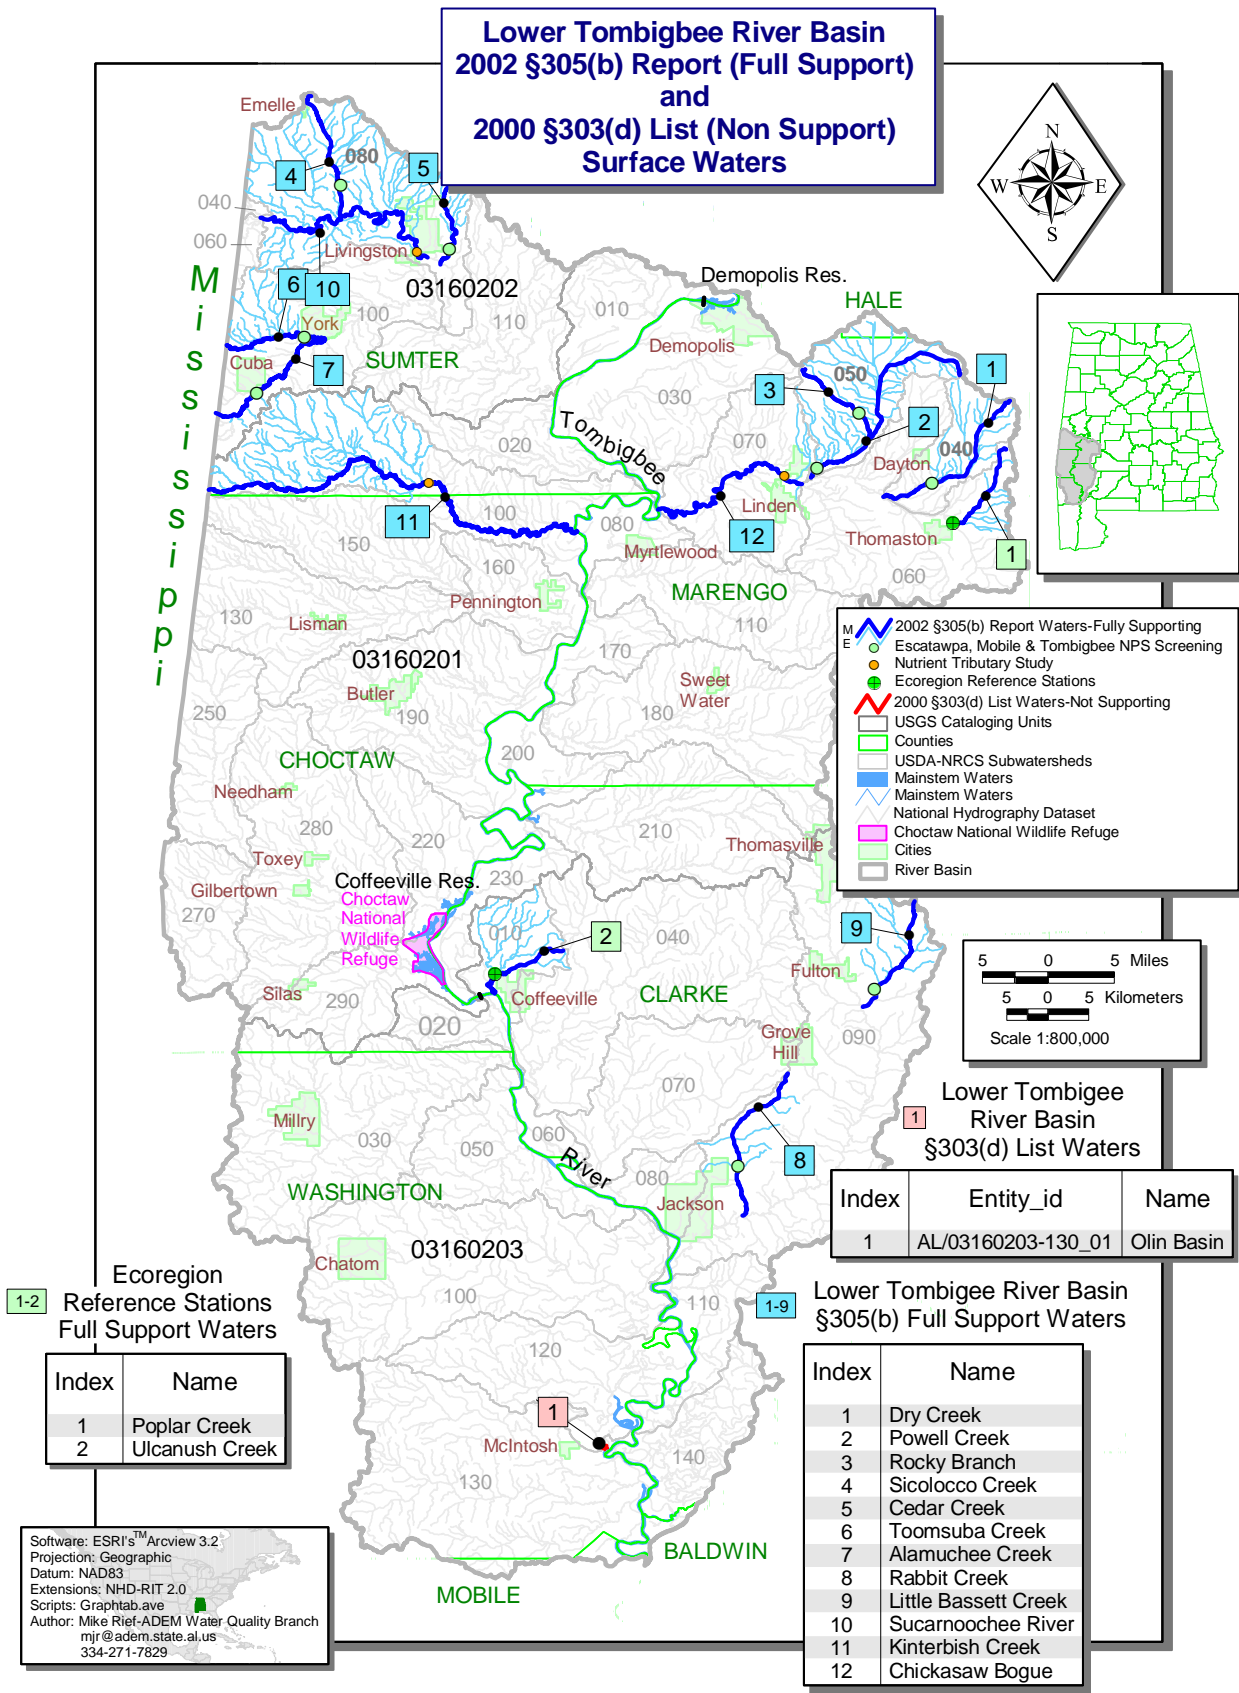 Lower Tombigbee River Basin
2002 §305(b) Report (Full Support)
and
2000 §303(d) List (Non Support)
Surface Waters
N
W E
S
Emelle
080
4
5
040
060
Livingston
6
10
03160202
100
York
110
Cuba
7
SUMTER
Mississippi
010
Demopolis Res.
HALE
Demopolis
050
1
3
030
2
020
Tombigbee
070
Dayton
040
11
100
Linden
12
080
Myrtlewood
Thomaston
1
060
150
160
Pennington
MARENGO
110
130
Lisman
03160201
170
Butler
190
Sweet
Water
180
250
200
CHOCTAW
Needham
280
220
210
Thomasville
Toxey
230
Gilbertown
Coffeeville Res.
270
Choctaw
National
Wildlife
Refuge
010
2
040
9
Fulton
Silas
290
Coffeeville
CLARKE
020
Grove
Hill
090
070
Millry
030
050
060
River
8
080
WASHINGTON
Jackson
03160203
Chatom
100
110
120
1
McIntosh
130
140
BALDWIN
MOBILE
M
E
2002 §305(b) Report Waters-Fully Supporting
Escatawpa, Mobile & Tombigbee NPS Screening
Nutrient Tributary Study
Ecoregion Reference Stations
2000 §303(d) List Waters-Not Supporting
USGS Cataloging Units
Counties
USDA-NRCS Subwatersheds
Mainstem Waters
Mainstem Waters
National Hydrography Dataset
Choctaw National Wildlife Refuge
Cities
River Basin
5 0 5 Miles
5 0 5 Kilometers
Scale 1:800,000
1
Lower Tombigee
River Basin
§303(d) List Waters
Index Entity_id Name
1 AL/03160203-130_01 Olin Basin
1-2
Ecoregion
Reference Stations
Full Support Waters
Index Name
1 Poplar Creek
2 Ulcanush Creek
1-9
Lower Tombigee River Basin
§305(b) Full Support Waters
Index Name
1 Dry Creek
2 Powell Creek
3 Rocky Branch
4 Sicolocco Creek
5 Cedar Creek
6 Toomsuba Creek
7 Alamuchee Creek
8 Rabbit Creek
9 Little Bassett Creek
10 Sucarnoochee River
11 Kinterbish Creek
12 Chickasaw Bogue
Software: ESRI's™Arcview 3.2
Projection: Geographic
Datum: NAD83
Extensions: NHD-RIT 2.0
Scripts: Graphtab.ave
Author: Mike Rief-ADEM Water Quality Branch
mjr@adem.state.al.us
334-271-7829